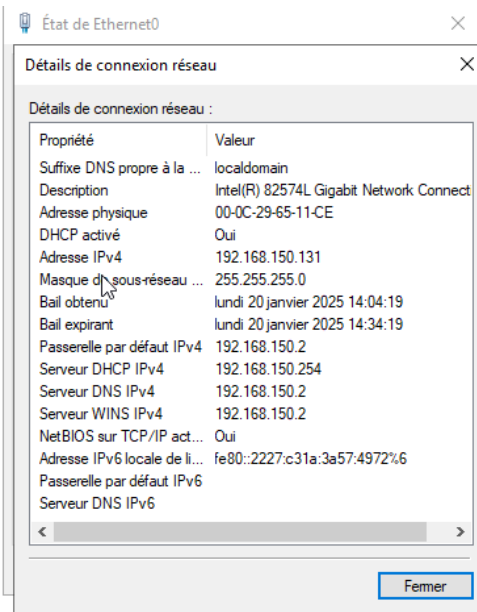 État de Ethernet0
Détails de connexion réseau
Détails de connexion réseau :
Propriété Valeur
Suffixe DNS propre à la ... localdomain
Description Intel(R) 82574L Gigabit Network Connect
Adresse physique 00-0C-29-65-11-CE
DHCP activé Oui
Adresse IPv4 192.168.150.131
Masque de sous-réseau ... 255.255.255.0
Bail obtenu lundi 20 janvier 2025 14:04:19
Bail expirant lundi 20 janvier 2025 14:34:19
Passerelle par défaut IPv4 192.168.150.2
Serveur DHCP IPv4 192.168.150.254
Serveur DNS IPv4 192.168.150.2
Serveur WINS IPv4 192.168.150.2
NetBIOS sur TCP/IP act... Oui
Adresse IPv6 locale de li... fe80::2227:c31a:3a57:4972%6
Passerelle par défaut IPv6
Serveur DNS IPv6
Fermer